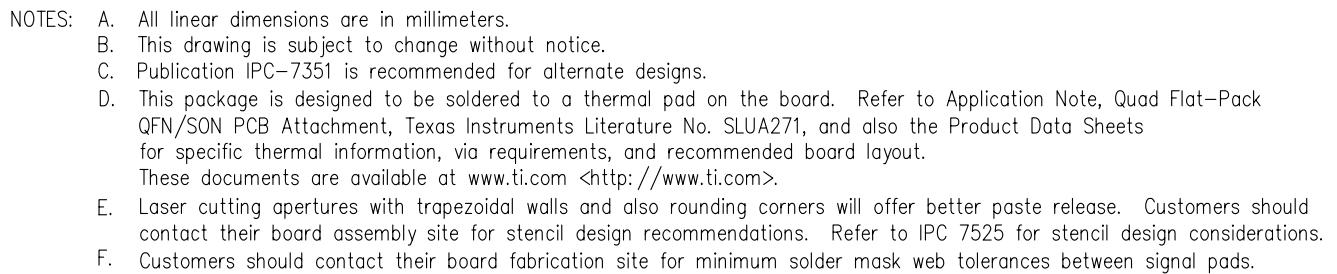 NOTES: A. All linear dimensions are in millimeters.
B. This drawing is subject to change without notice.
C. Publication IPC-7351 is recommended for alternate designs.
D. This package is designed to be soldered to a thermal pad on the board. Refer to Application Note, Quad Flat-Pack
QFN/SON PCB Attachment, Texas Instruments Literature No. SLUA271, and also the Product Data Sheets
for specific thermal information, via requirements, and recommended board layout.
These documents are available at www.ti.com <http://www.ti.com>.
E. Laser cutting apertures with trapezoidal walls and also rounding corners will offer better paste release. Customers should
contact their board assembly site for stencil design recommendations. Refer to IPC 7525 for stencil design considerations.
F. Customers should contact their board fabrication site for minimum solder mask web tolerances between signal pads.